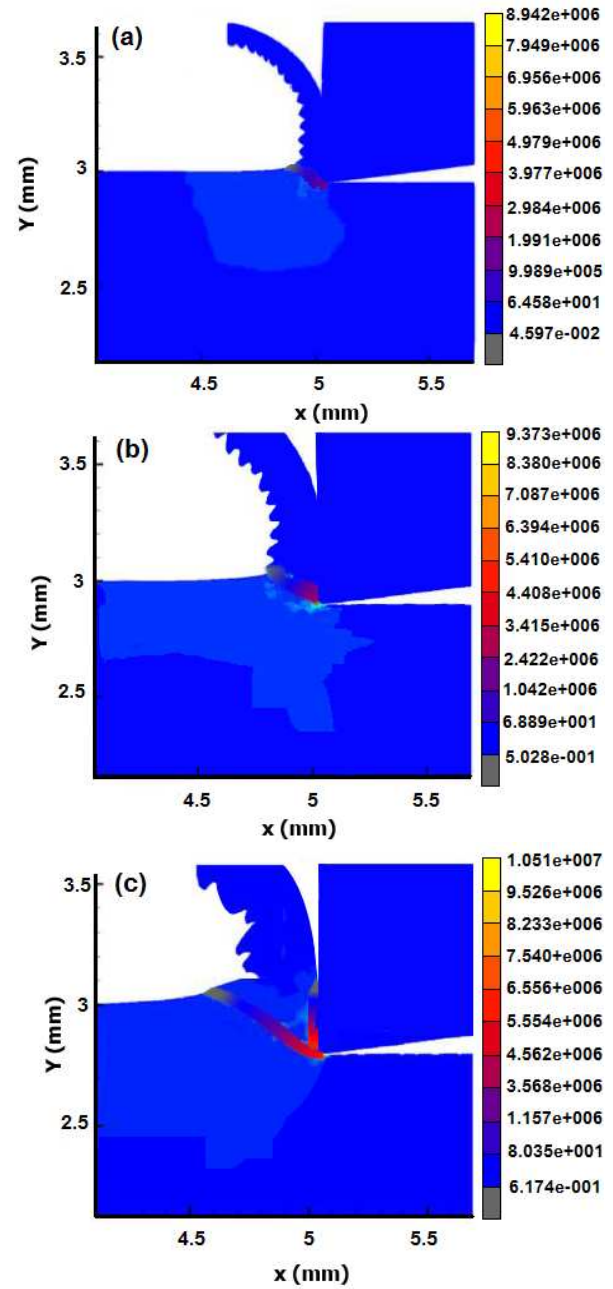 (a)
3.5
3
2.5
Y (mm)
4.5 5 5.5
x (mm)
8.942e+006
7.949e+006
6.956e+006
5.963e+006
4.979e+006
3.977e+006
2.984e+006
1.991e+006
9.989e+005
6.458e+001
4.597e-002
(b)
3.5
3
2.5
Y (mm)
4.5 5 5.5
x (mm)
9.373e+006
8.380e+006
7.087e+006
6.394e+006
5.410e+006
4.408e+006
3.415e+006
2.422e+006
1.042e+006
6.889e+001
5.028e-001
(c)
3.5
3
2.5
Y (mm)
4.5 5 5.5
x (mm)
1.051e+007
9.526e+006
8.233e+006
7.540+e+006
6.556+e006
5.554e+006
4.562e+006
3.568e+006
1.157e+006
8.035e+001
6.174e-001